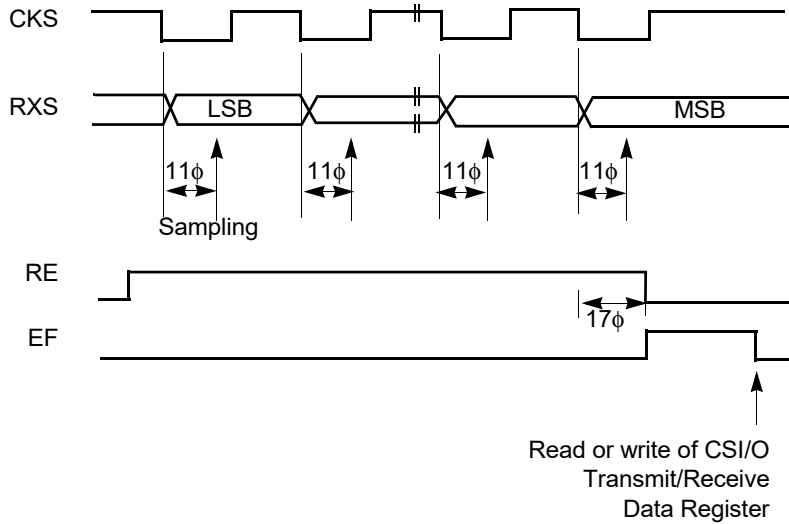 CKS
RXS
LSB
MSB
11ϕ
11ϕ
11ϕ
11ϕ
Sampling
RE
17ϕ
EF
Read or write of CSI/O
Transmit/Receive
Data Register